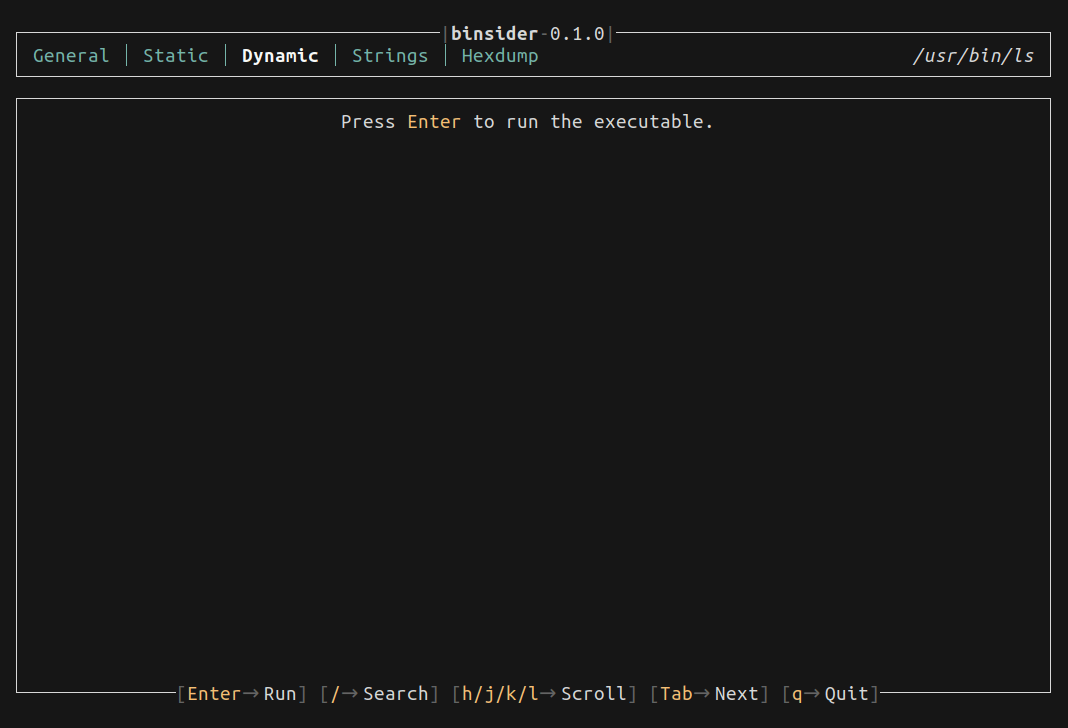 |binsider-0.1.0|
General │ Static │ Dynamic │ Strings │ Hexdump /usr/bin/ls
Press Enter to run the executable.
[Enter→Run] [/→Search] [h/j/k/l→Scroll] [Tab→Next] [q→Quit]